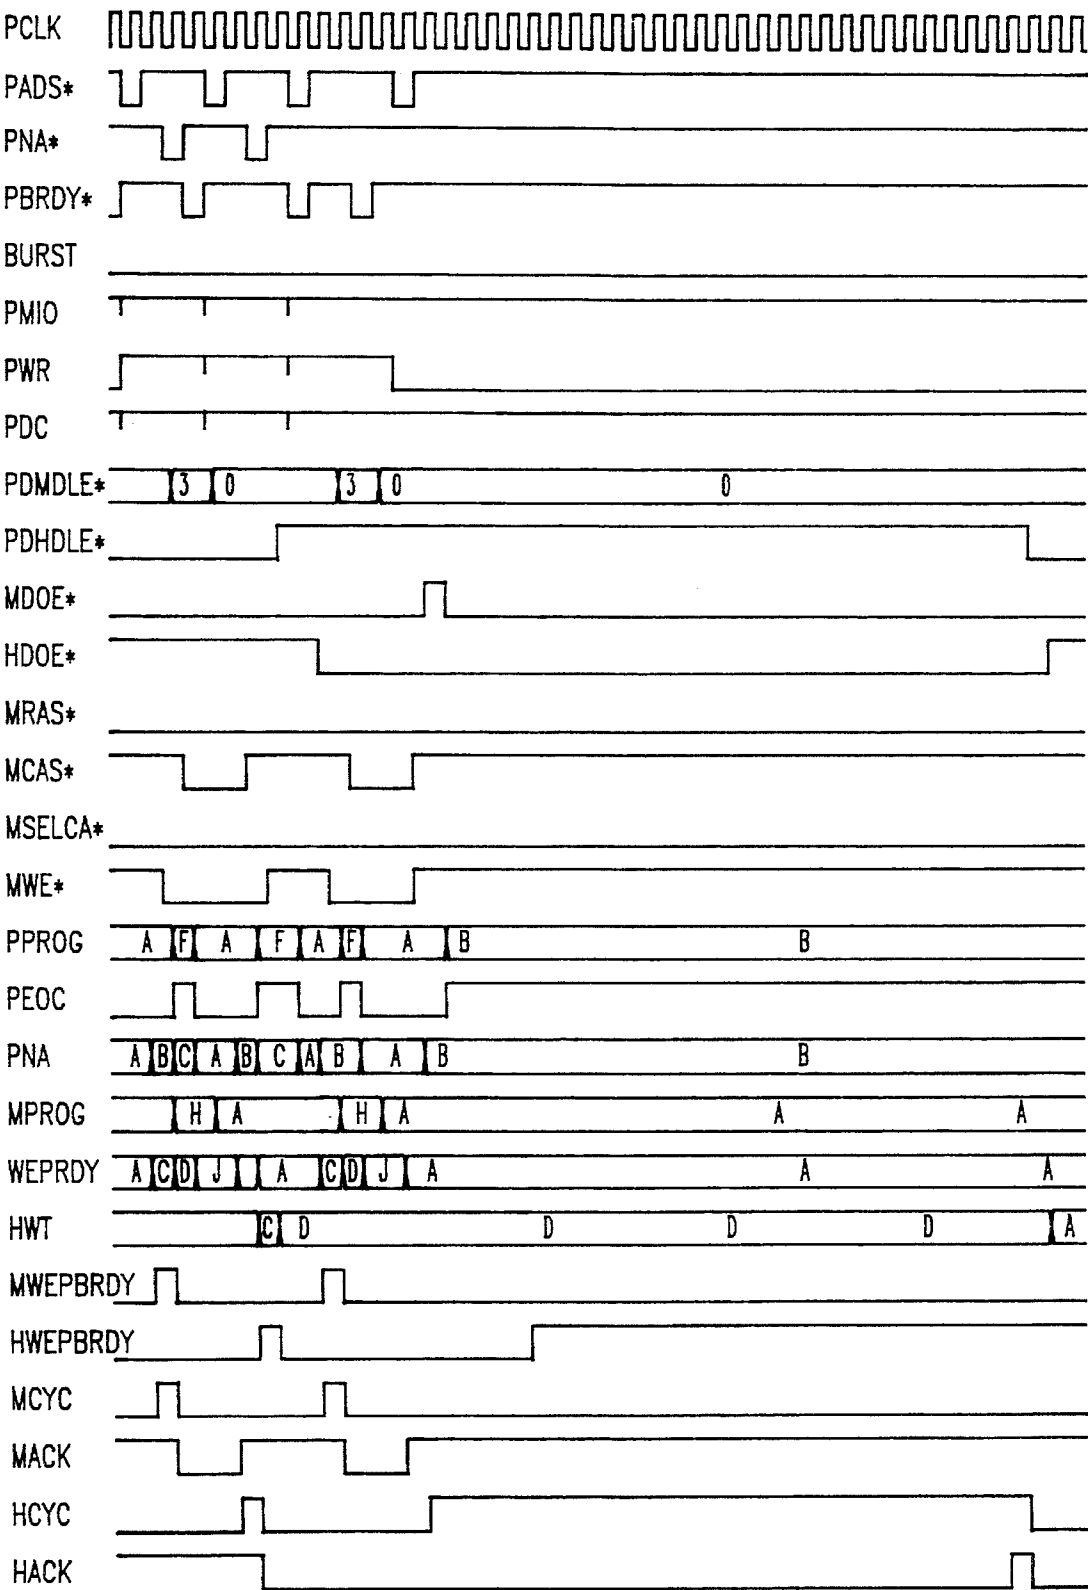 PCLK
PADS*
PNA*
PBRDY*
BURST
PMIO
PWR
PDC
PDMDLE* 3 0 3 0 0
PDHDLE*
MDOE*
HDOE*
MRAS*
MCAS*
MSELCA*
MWE*
PPROG A F A F A F A B B
PEOC
PNA A B C A B C A B A B B
MPROG H A H A A A
WEPRDY A C D J A C D J A A A
HWT C D D D D A
MWEPBRDY
HWEPBRDY
MCYC
MACK
HCYC
HACK